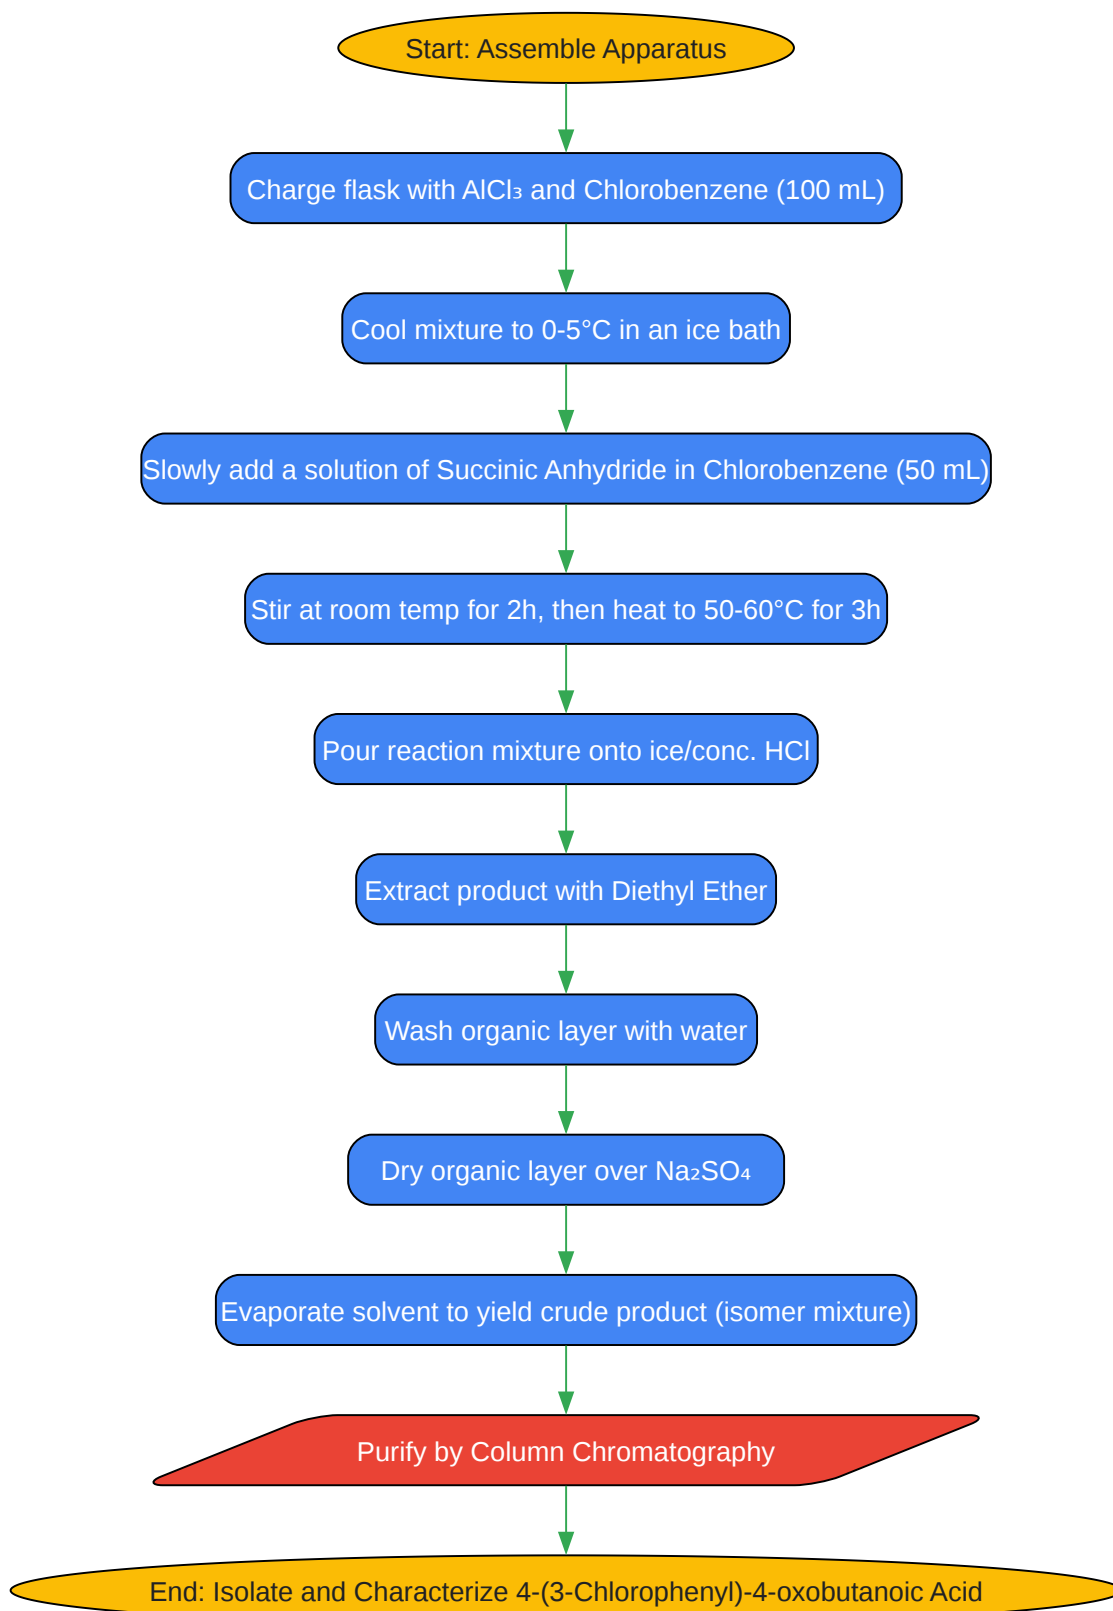 Start: Assemble Apparatus
Charge flask with AlCl₃ and Chlorobenzene (100 mL)
Cool mixture to 0-5°C in an ice bath
Slowly add a solution of Succinic Anhydride in Chlorobenzene (50 mL)
Stir at room temp for 2h, then heat to 50-60°C for 3h
Pour reaction mixture onto ice/conc. HCl
Extract product with Diethyl Ether
Wash organic layer with water
Dry organic layer over Na₂SO₄
Evaporate solvent to yield crude product (isomer mixture)
Purify by Column Chromatography
End: Isolate and Characterize 4-(3-Chlorophenyl)-4-oxobutanoic Acid